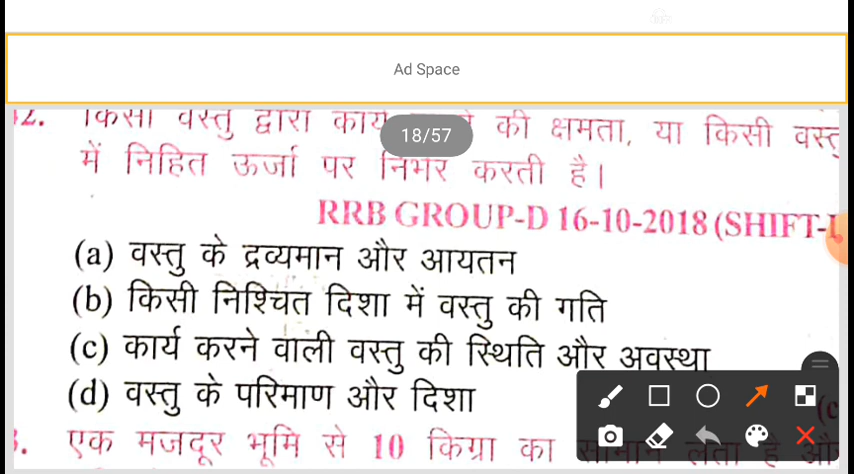 Ad Space
किसी वस्तु द्वारा कार्य की क्षमता, या किसी वस्तु
18/57
में निहित ऊर्जा पर निर्भर करती है।
RRB GROUP-D 16-10-2018 (SHIFT-I
(a) वस्तु के द्रव्यमान और आयतन
(b) किसी निश्चित दिशा में वस्तु की गति
(c) कार्य करने वाली वस्तु की स्थिति और अवस्था
(d) वस्तु के परिमाण और दिशा
(c
एक मजदूर भूमि से 10 किग्रा का सामान लेता है और